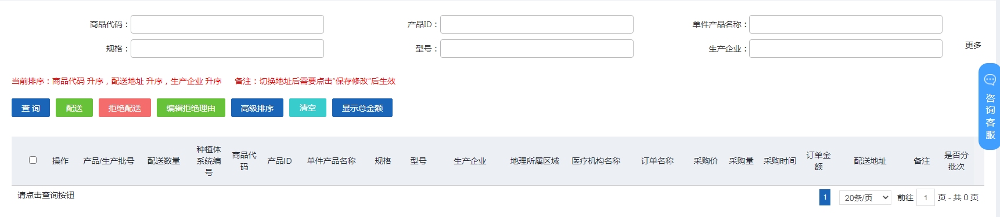 商品代码：
产品ID：
单件产品名称：
规格：
型号：
生产企业：
更多
当前排序：商品代码 升序，配送地址 升序，生产企业 升序 备注：切换地址后需要点击"保存修改"后生效
查 询
配送
拒绝配送
编辑拒绝理由
高级排序
清空
显示总金额
咨询客服
操作
产品/生产批号
配送数量
种植体
系统编
号
商品代
码
产品ID
单件产品名称
规格
型号
生产企业
地理所属区域
医疗机构名称
订单名称
采购价
采购量
采购时间
订单金
额
配送地址
备注
是否分
批次
请点击查询按钮
1
20条/页
前往 1 页 - 共 0 页